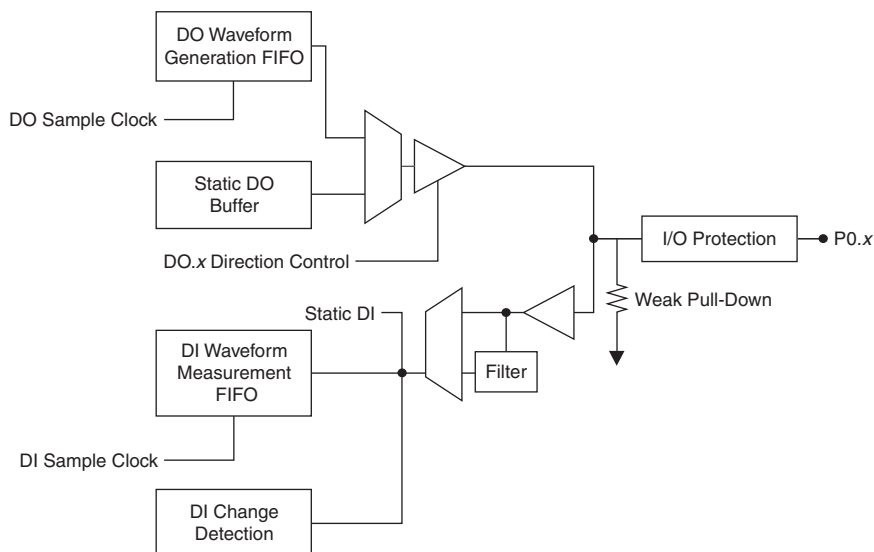 DO Waveform
Generation FIFO
DO Sample Clock
Static DO
Buffer
DO.x Direction Control
I/O Protection
P0.x
Weak Pull-Down
Static DI
DI Waveform
Measurement
FIFO
Filter
DI Sample Clock
DI Change
Detection